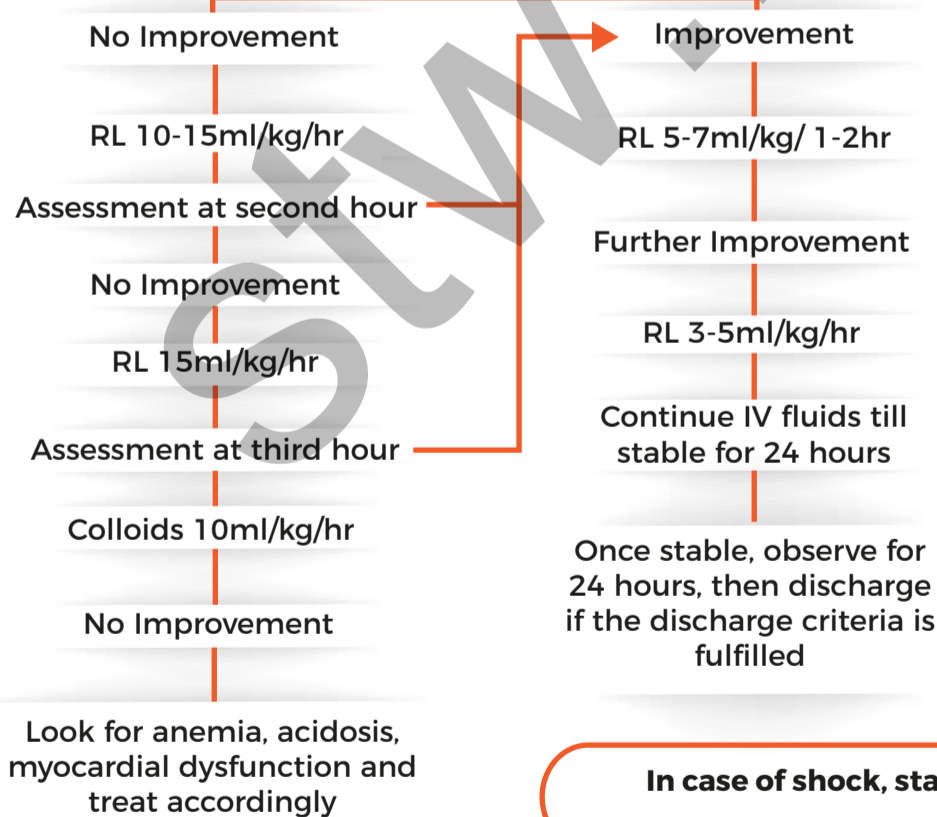 No Improvement
RL 10-15ml/kg/hr
Assessment at second hour
No Improvement
RL 15ml/kg/hr
Assessment at third hour
Colloids 10ml/kg/hr
No Improvement
Look for anemia, acidosis,
myocardial dysfunction and
treat accordingly
Improvement
RL 5-7ml/kg/ 1-2hr
Further Improvement
RL 3-5ml/kg/hr
Continue IV fluids till
stable for 24 hours
Once stable, observe for
24 hours, then discharge
if the discharge criteria is
fulfilled
In case of shock,
stw.